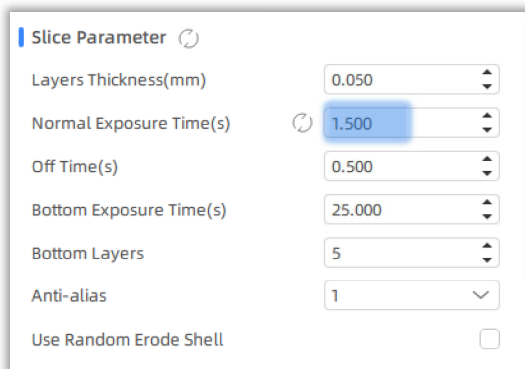 Slice Parameter
Layers Thickness(mm) 0.050
Normal Exposure Time(s) 1.500
Off Time(s) 0.500
Bottom Exposure Time(s) 25.000
Bottom Layers 5
Anti-alias 1
Use Random Erode Shell